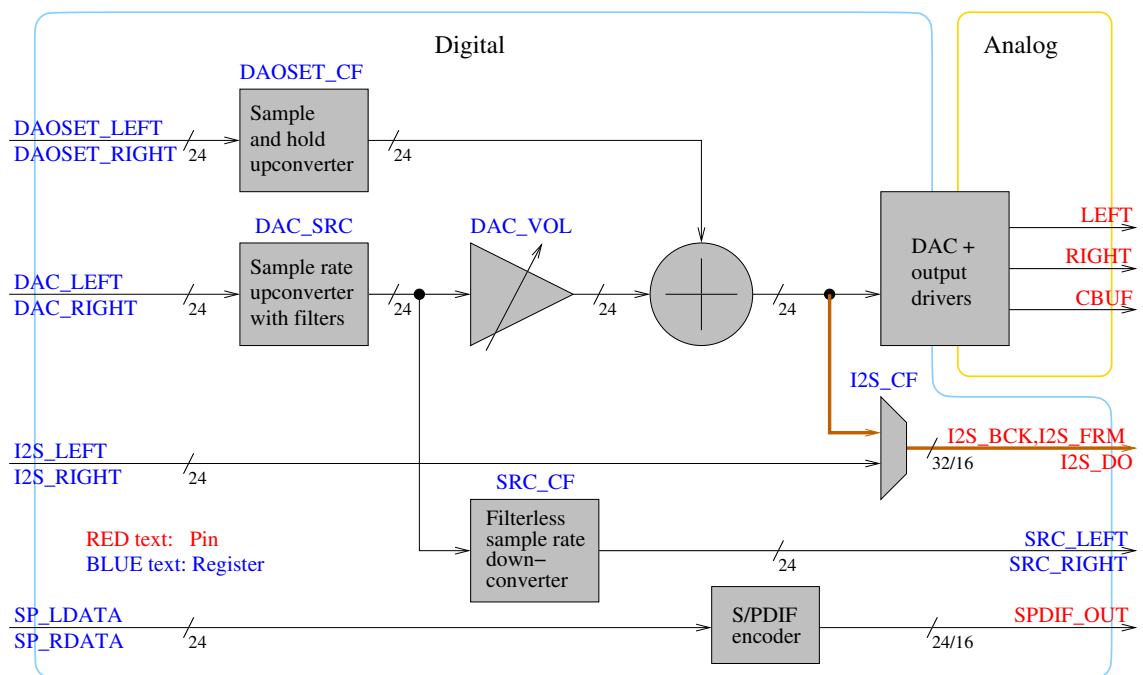 Digital
Analog
DAOSET_CF
DAOSET_LEFT
DAOSET_RIGHT
24
Sample
and hold
upconverter
24
DAC_SRC
DAC_VOL
DAC_LEFT
DAC_RIGHT
24
Sample rate
upconverter
with filters
24
24
24
DAC +
output
drivers
LEFT
RIGHT
CBUF
I2S_CF
I2S_LEFT
I2S_RIGHT
24
I2S_BCK,I2S_FRM
I2S_DO
32/16
SRC_CF
Filterless
sample rate
down−
converter
24
SRC_LEFT
SRC_RIGHT
RED text: Pin
BLUE text: Register
SP_LDATA
SP_RDATA
24
S/PDIF
encoder
24/16
SPDIF_OUT